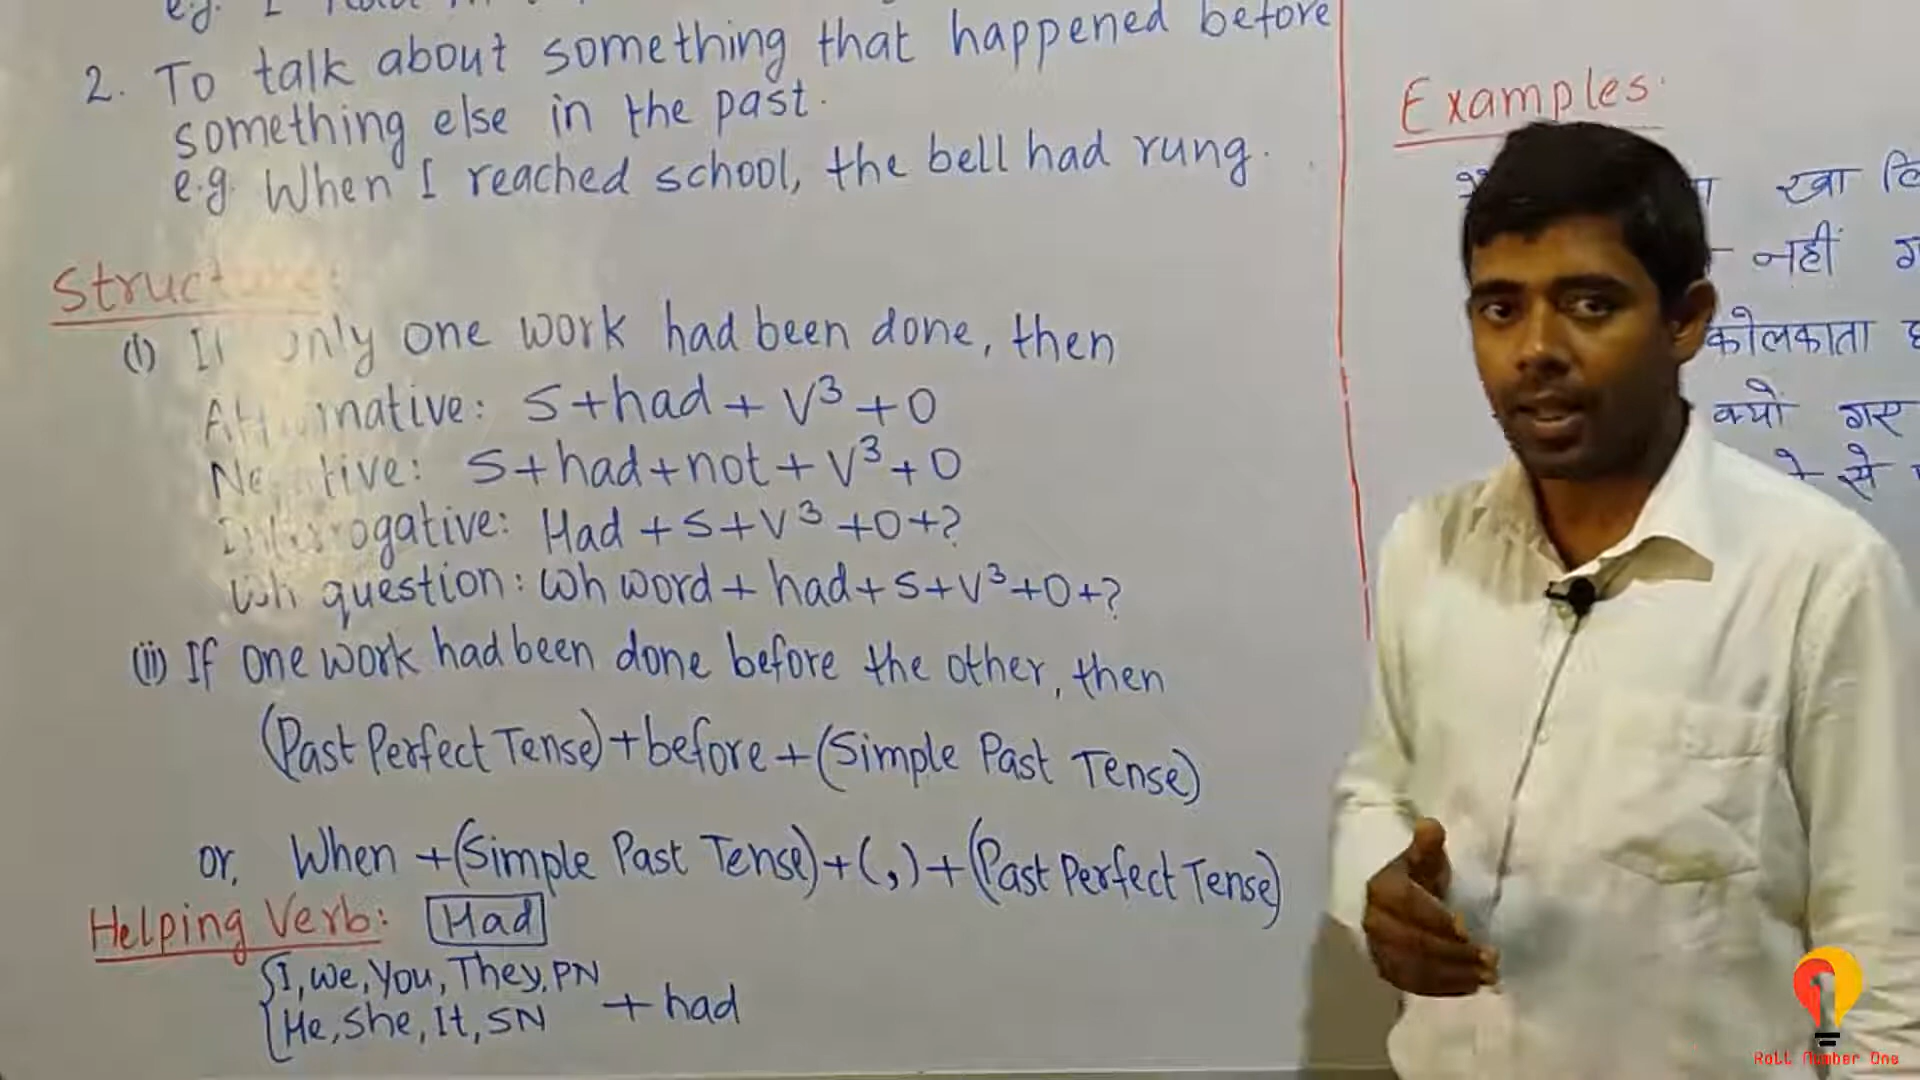 e.g. I
2. To talk about something that happened before
something else in the past.
e.g. When I reached school, the bell had rung.
Structure:
(i) If only one work had been done, then
Affirmative: S+had+V³+O
Negative: S+had+not+V³+O
Interrogative: Had+S+V³+O+?
Wh question: Wh word+had+S+V³+O+?
(ii) If one work had been done before the other, then
(Past Perfect Tense)+before+(Simple Past Tense)
or, When+(Simple Past Tense)+(,)+(Past Perfect Tense)
Helping Verb: Had
I, We, You, They, PN
He, She, It, SN
+ had
Examples:
खा
नहीं
कोलकाता
क्यों गए
से
Roll Number One